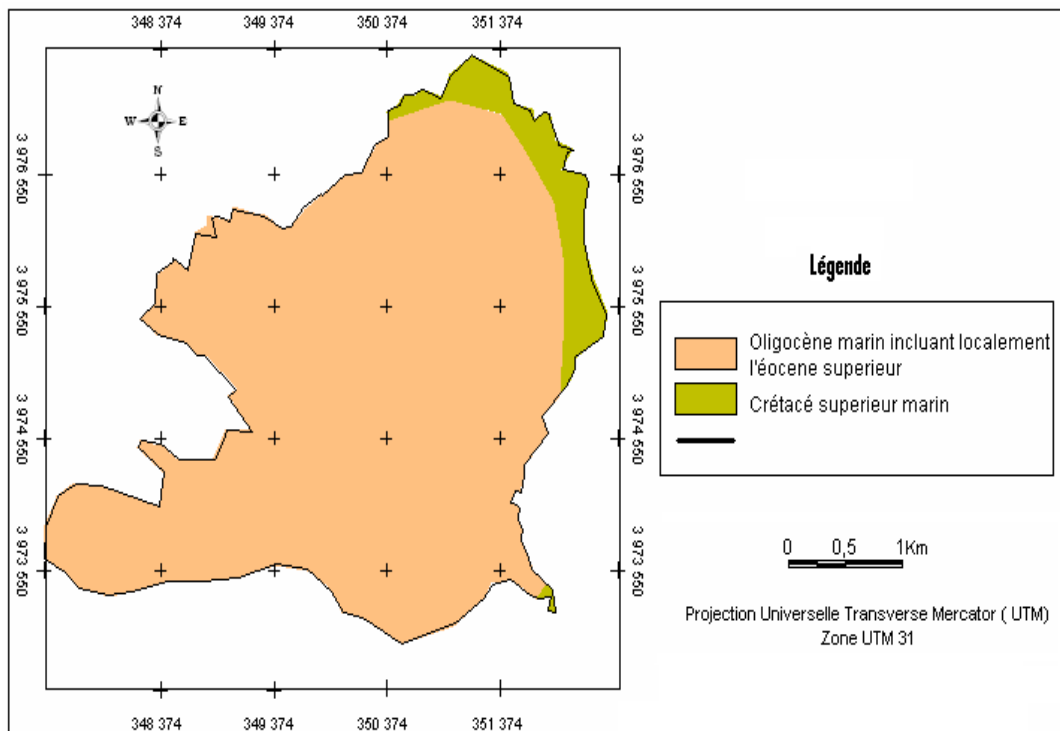 348 374 349 374 350 374 351 374
N
W E
S
3 976 550 3 976 550
3 975 550 3 975 550
3 974 550 3 974 550
3 973 550 3 973 550
348 374 349 374 350 374 351 374
Légende
Oligocène marin incluant localement
l'éocene superieur
Crétacé superieur marin
0 0,5 1Km
Projection Universelle Transverse Mercator ( UTM)
Zone UTM 31